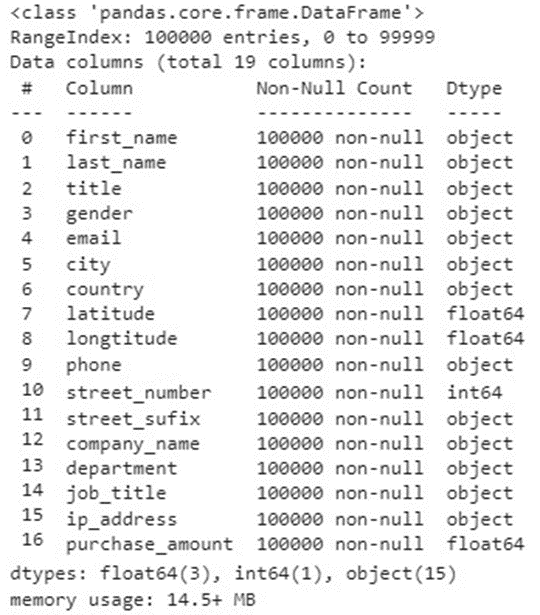 <class 'pandas.core.frame.DataFrame'>
RangeIndex: 100000 entries, 0 to 99999
Data columns (total 19 columns):
 #   Column           Non-Null Count   Dtype
---  ------           --------------   -----
 0   first_name       100000 non-null  object
 1   last_name        100000 non-null  object
 2   title            100000 non-null  object
 3   gender           100000 non-null  object
 4   email            100000 non-null  object
 5   city             100000 non-null  object
 6   country          100000 non-null  object
 7   latitude         100000 non-null  float64
 8   longtitude       100000 non-null  float64
 9   phone            100000 non-null  object
 10  street_number    100000 non-null  int64
 11  street_sufix     100000 non-null  object
 12  company_name     100000 non-null  object
 13  department       100000 non-null  object
 14  job_title        100000 non-null  object
 15  ip_address       100000 non-null  object
 16  purchase_amount  100000 non-null  float64
dtypes: float64(3), int64(1), object(15)
memory usage: 14.5+ MB